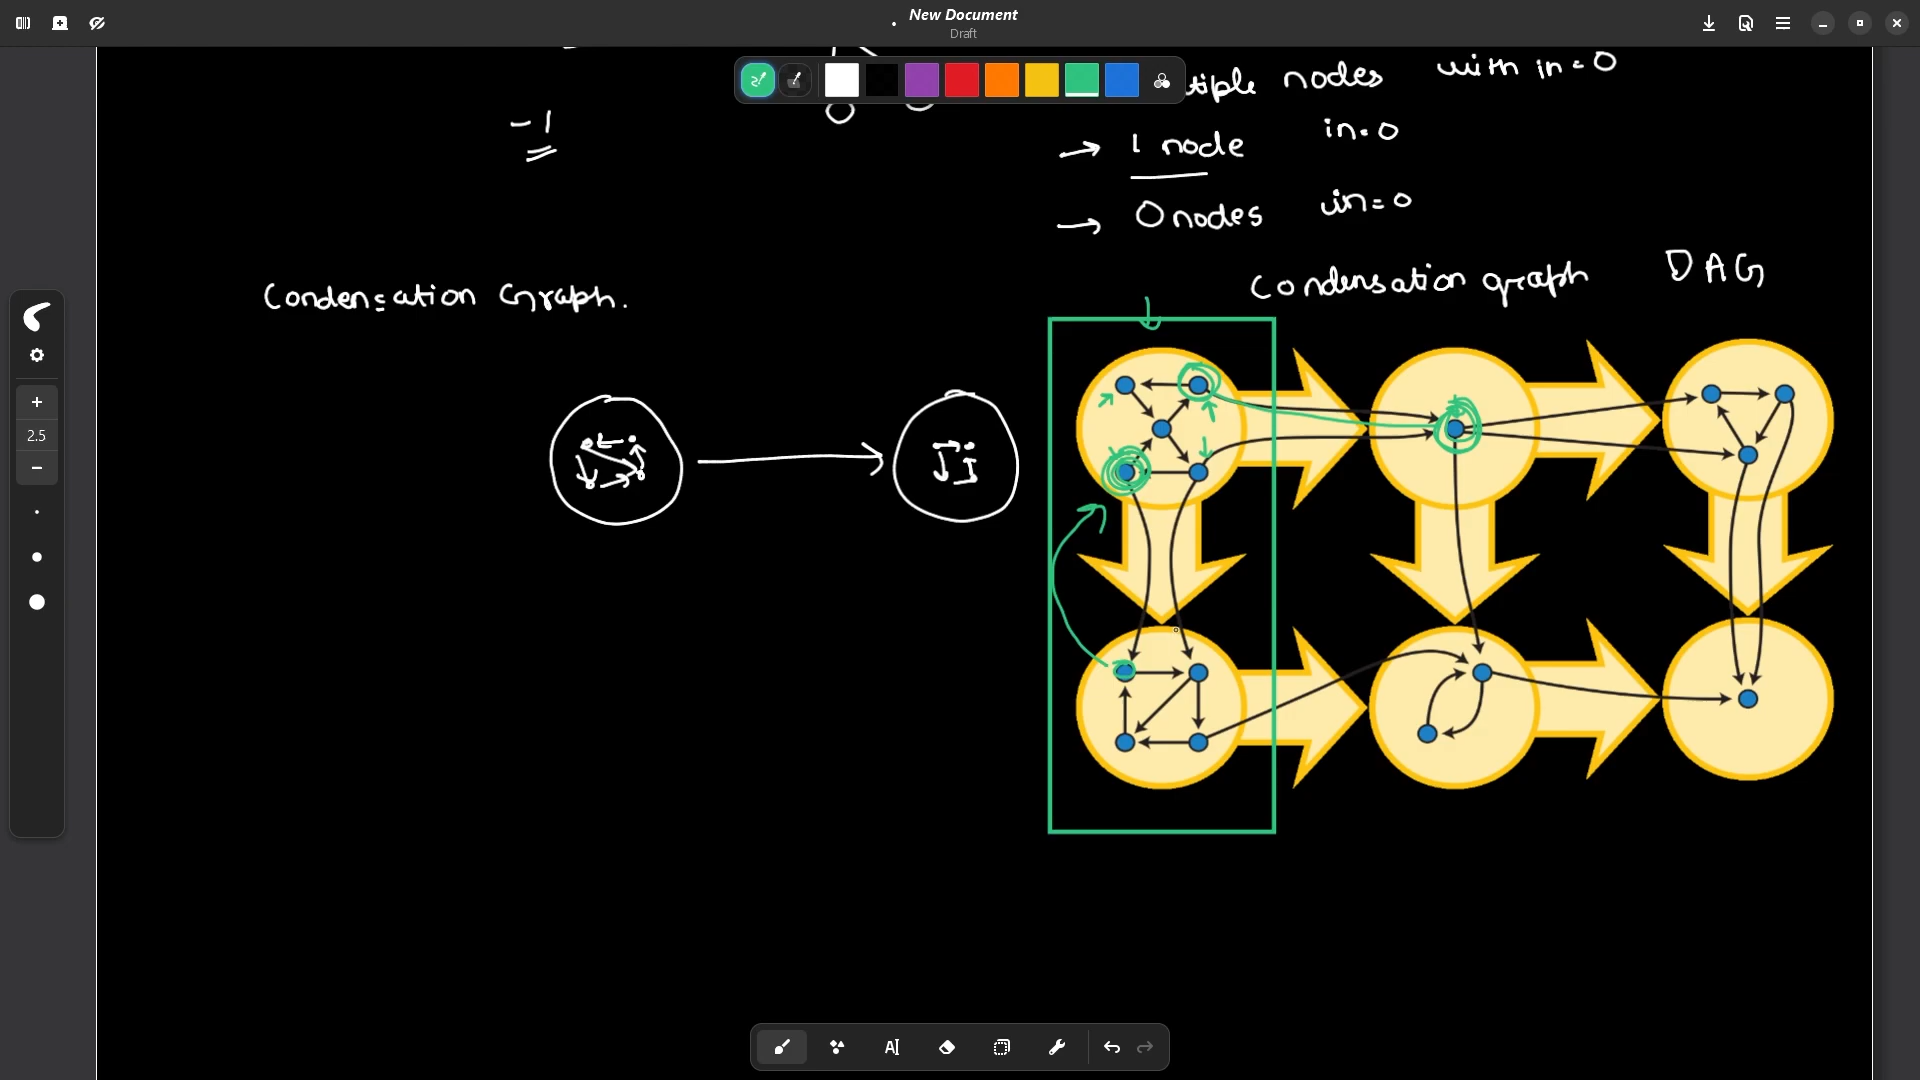 New Document
Draft
tiple nodes with in = 0
-1
→ 1 node in = 0
→ 0 nodes in = 0
Condensation Graph.
Condensation graph DAG
2.5